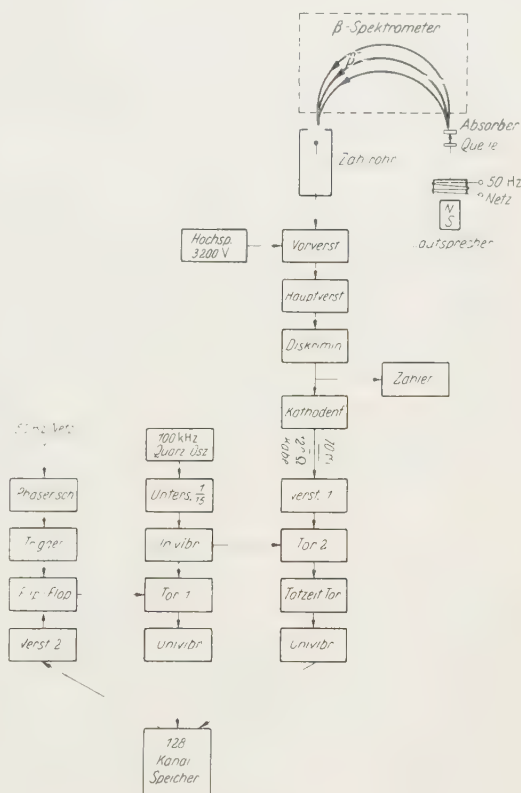 β-Spektrometer
β
Absorber
Quelle
Zählrohr
50 Hz
Netz
N
S
Hochsp.
3200 V
Vorverst
Hauptverst
Diskrimin
Zähler
Kathodenf
100 kHz
Quarz Osz
Phasensch
Unters. 1/15
Verst. 1
Trigger
Univibr
Tor 2
Flip Flop
Tor 1
Totzeit Tor
Verst 2
Univibr
Univibr
128
Kanal
Speicher